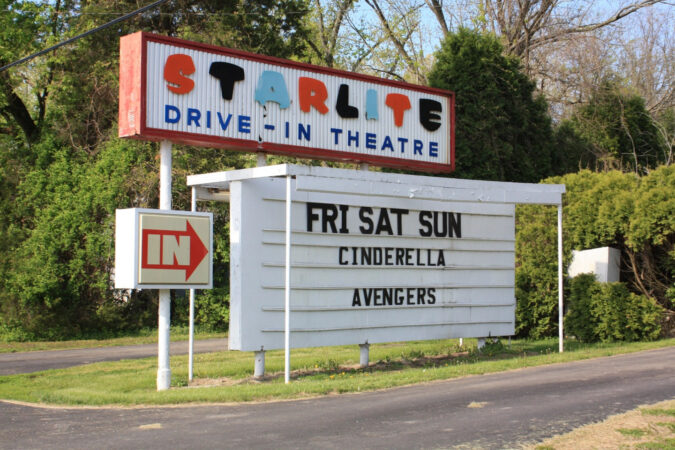 STARLITE
DRIVE-IN THEATRE
IN
FRI SAT SUN
CINDERELLA
AVENGERS